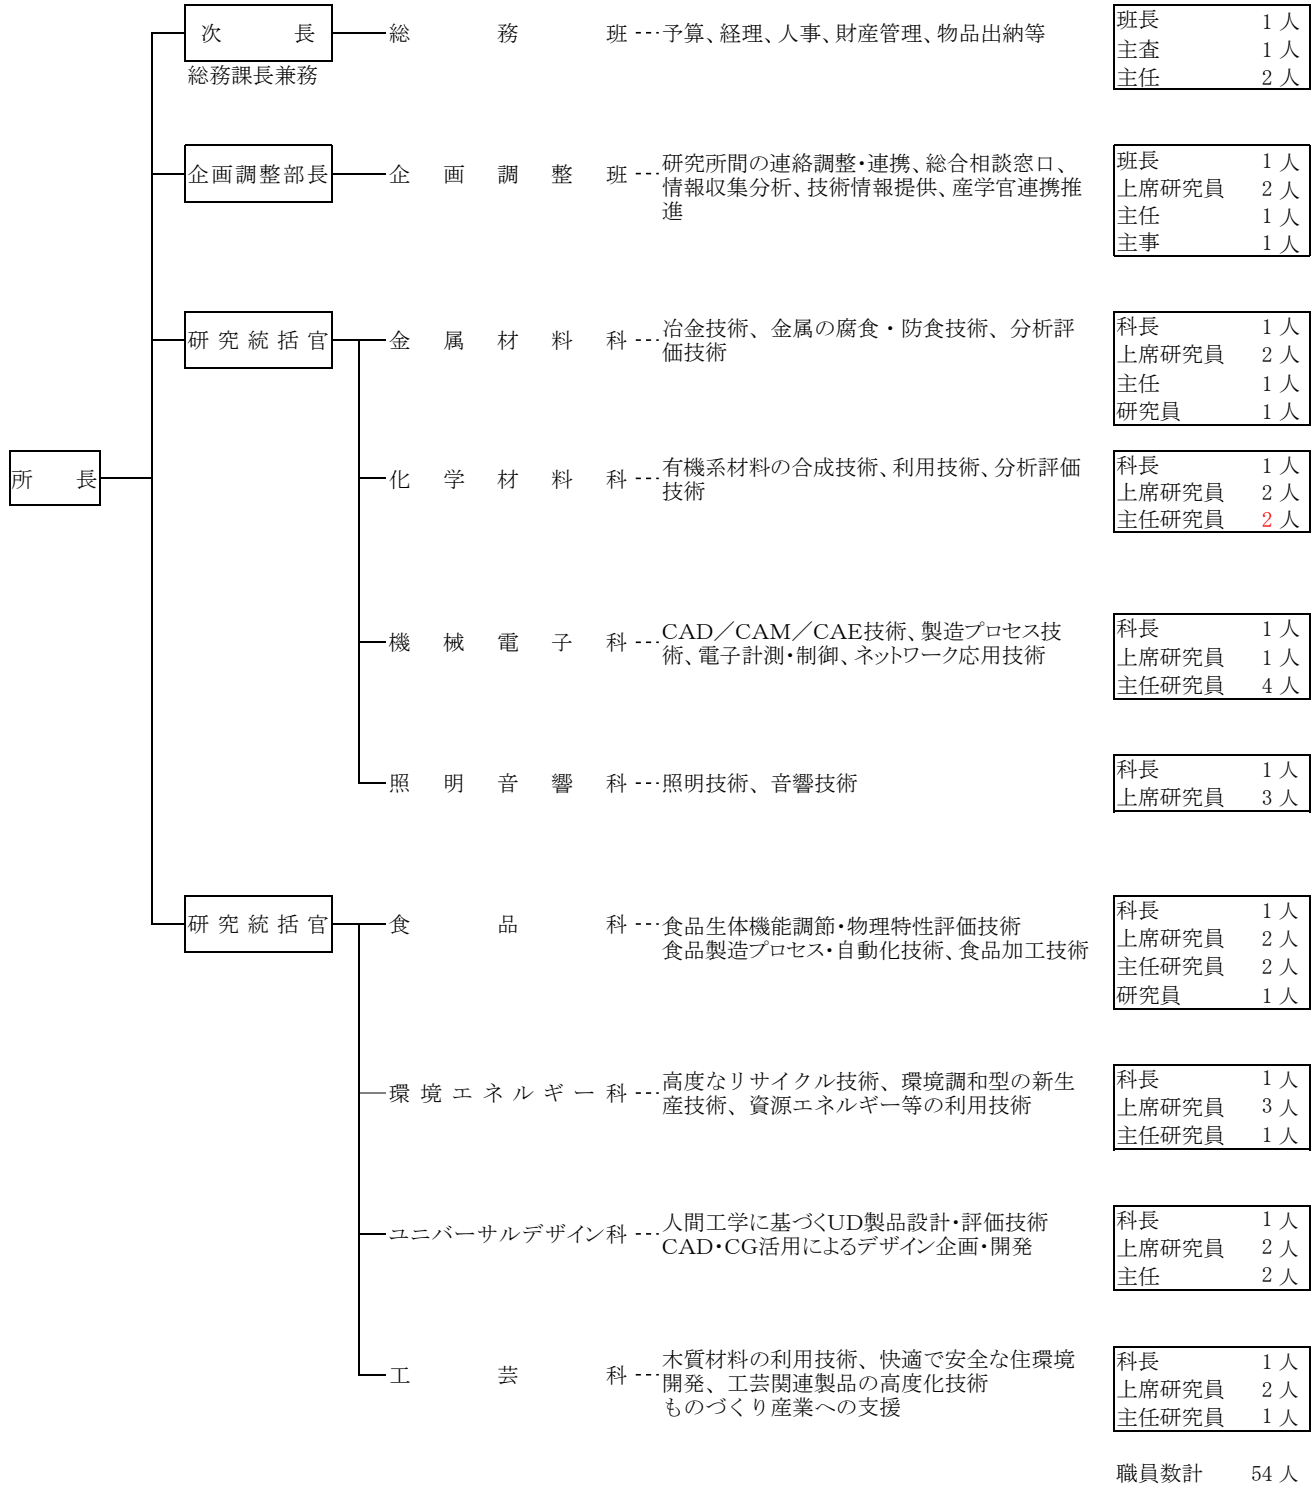 次長 総務班 予算、経理、人事、財産管理、物品出納等
総務課長兼務
班長 1人
主査 1人
主任 2人
企画調整部長 企画調整班 研究所間の連絡調整・連携、総合相談窓口、
情報収集分析、技術情報提供、産学官連携推
進
班長 1人
上席研究員 2人
主任 1人
主事 1人
研究統括官 金属材料科 冶金技術、金属の腐食・防食技術、分析評
価技術
科長 1人
上席研究員 2人
主任 1人
研究員 1人
所長
化学材料科 有機系材料の合成技術、利用技術、分析評価
技術
科長 1人
上席研究員 2人
主任研究員 2人
機械電子科 CAD/CAM/CAE技術、製造プロセス技
術、電子計測・制御、ネットワーク応用技術
科長 1人
上席研究員 1人
主任研究員 4人
照明音響科 照明技術、音響技術
科長 1人
上席研究員 3人
研究統括官 食品科 食品生体機能調節・物理特性評価技術
食品製造プロセス・自動化技術、食品加工技術
科長 1人
上席研究員 2人
主任研究員 2人
研究員 1人
環境エネルギー科 高度なリサイクル技術、環境調和型の新生
産技術、資源エネルギー等の利用技術
科長 1人
上席研究員 3人
主任研究員 1人
ユニバーサルデザイン科 人間工学に基づくUD製品設計・評価技術
CAD・CG活用によるデザイン企画・開発
科長 1人
上席研究員 2人
主任 2人
工芸科 木質材料の利用技術、快適で安全な住環境
開発、工芸関連製品の高度化技術
ものづくり産業への支援
科長 1人
上席研究員 2人
主任研究員 1人
職員数計 54人